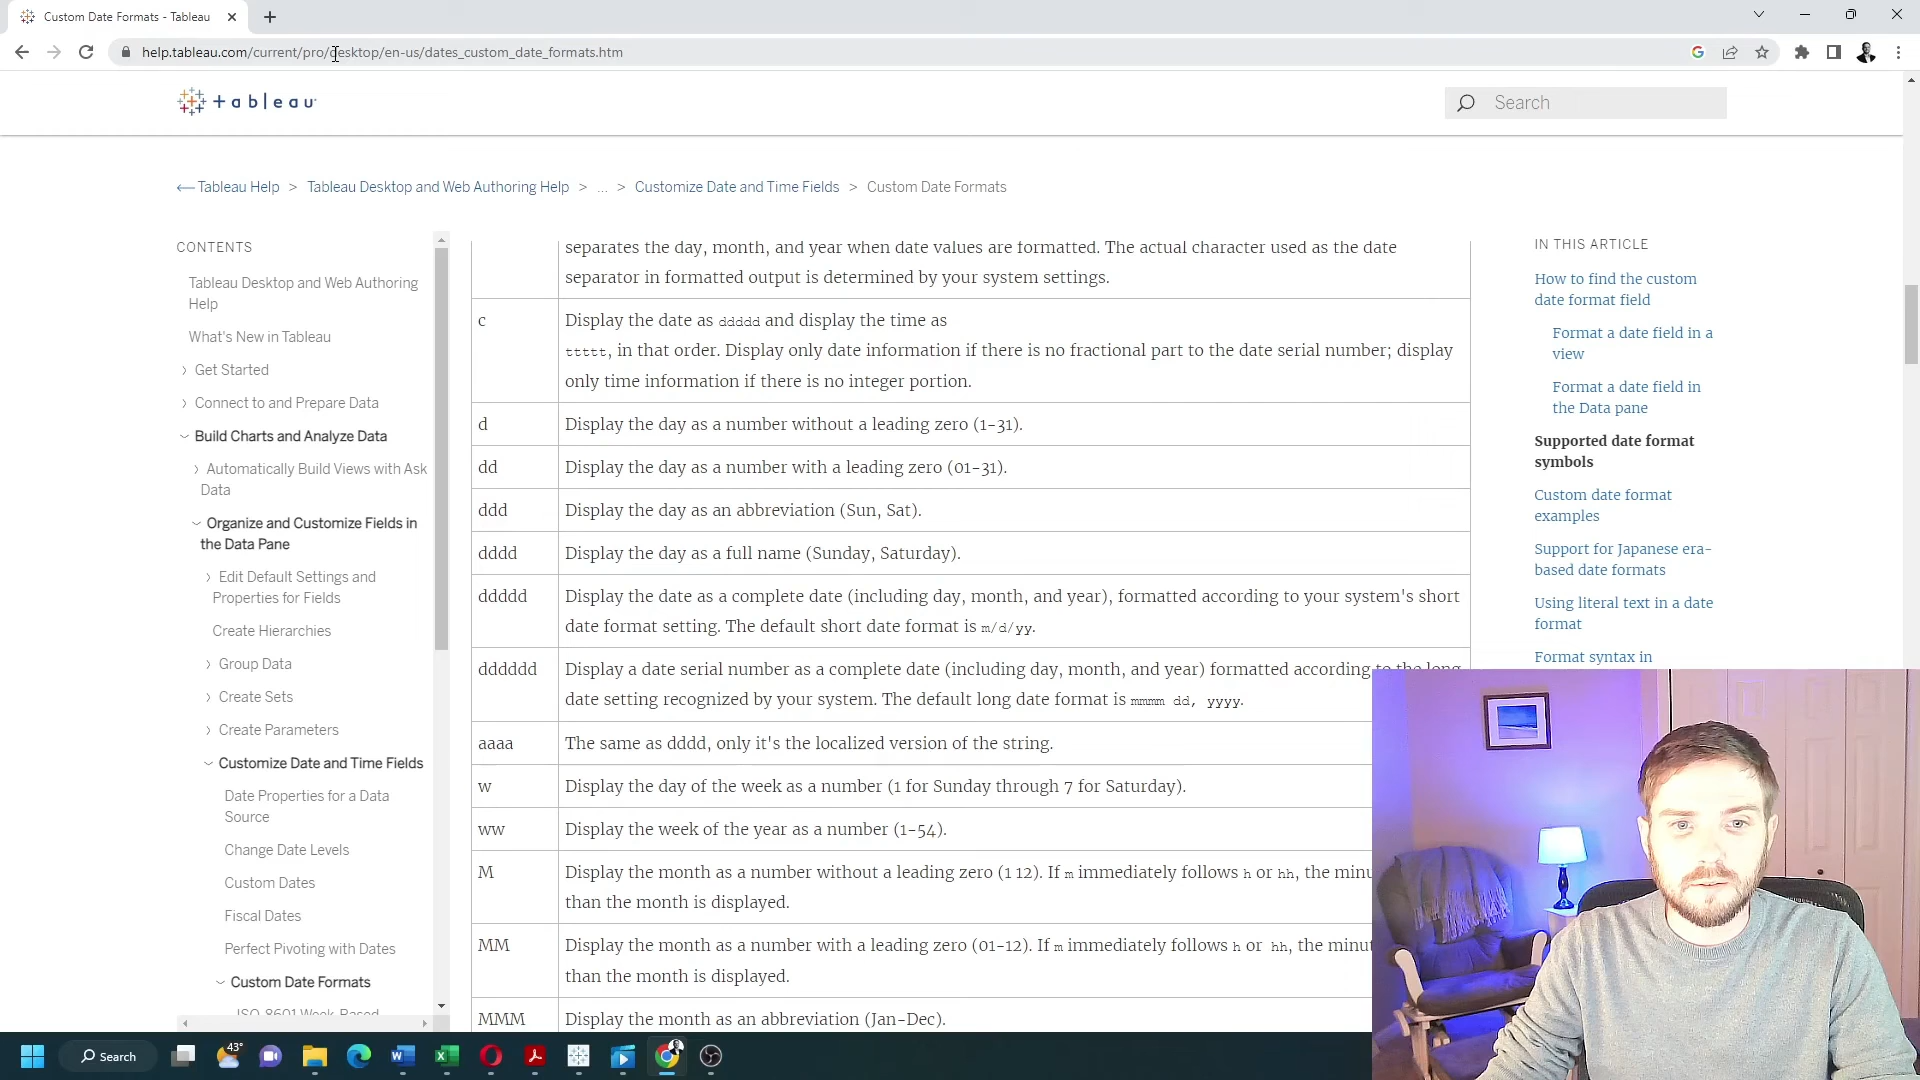 Custom Date Formats - Tableau
help.tableau.com/current/pro/desktop/en-us/dates_custom_date_formats.htm
+ a b l e a u
Search
Tableau Help > Tableau Desktop and Web Authoring Help > ... > Customize Date and Time Fields > Custom Date Formats
CONTENTS
Tableau Desktop and Web Authoring
Help
What's New in Tableau
Get Started
Connect to and Prepare Data
Build Charts and Analyze Data
Automatically Build Views with Ask
Data
Organize and Customize Fields in
the Data Pane
Edit Default Settings and
Properties for Fields
Create Hierarchies
Group Data
Create Sets
Create Parameters
Customize Date and Time Fields
Date Properties for a Data
Source
Change Date Levels
Custom Dates
Fiscal Dates
Perfect Pivoting with Dates
Custom Date Formats
ISO-8601 Week-Based
separates the day, month, and year when date values are formatted. The actual character used as the date
separator in formatted output is determined by your system settings.
c Display the date as ddddd and display the time as
ttttt, in that order. Display only date information if there is no fractional part to the date serial number; display
only time information if there is no integer portion.
d Display the day as a number without a leading zero (1-31).
dd Display the day as a number with a leading zero (01-31).
ddd Display the day as an abbreviation (Sun, Sat).
dddd Display the day as a full name (Sunday, Saturday).
ddddd Display the date as a complete date (including day, month, and year), formatted according to your system's short
date format setting. The default short date format is m/d/yy.
dddddd Display a date serial number as a complete date (including day, month, and year) formatted according to the long
date setting recognized by your system. The default long date format is mmmm dd, yyyy.
aaaa The same as dddd, only it's the localized version of the string.
w Display the day of the week as a number (1 for Sunday through 7 for Saturday).
ww Display the week of the year as a number (1-54).
M Display the month as a number without a leading zero (1 12). If m immediately follows h or hh, the minu
than the month is displayed.
MM Display the month as a number with a leading zero (01-12). If m immediately follows h or hh, the minut
than the month is displayed.
MMM Display the month as an abbreviation (Jan-Dec).
IN THIS ARTICLE
How to find the custom
date format field
Format a date field in a
view
Format a date field in
the Data pane
Supported date format
symbols
Custom date format
examples
Support for Japanese era-
based date formats
Using literal text in a date
format
Format syntax in
43°
Search